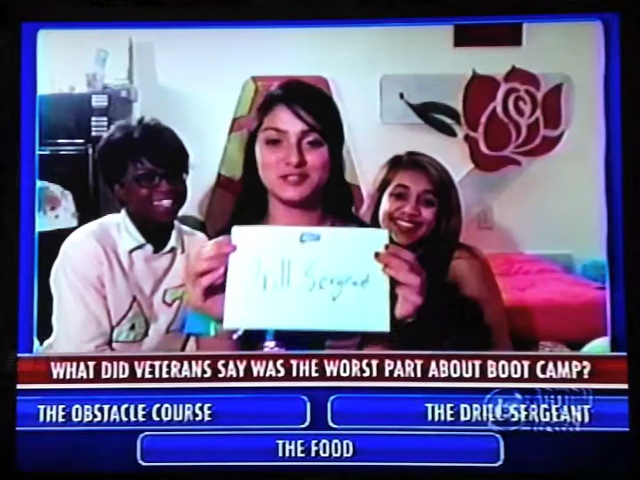 Drill Sergeant
WHAT DID VETERANS SAY WAS THE WORST PART ABOUT BOOT CAMP?
THE OBSTACLE COURSE
THE DRILL SERGEANT
THE FOOD